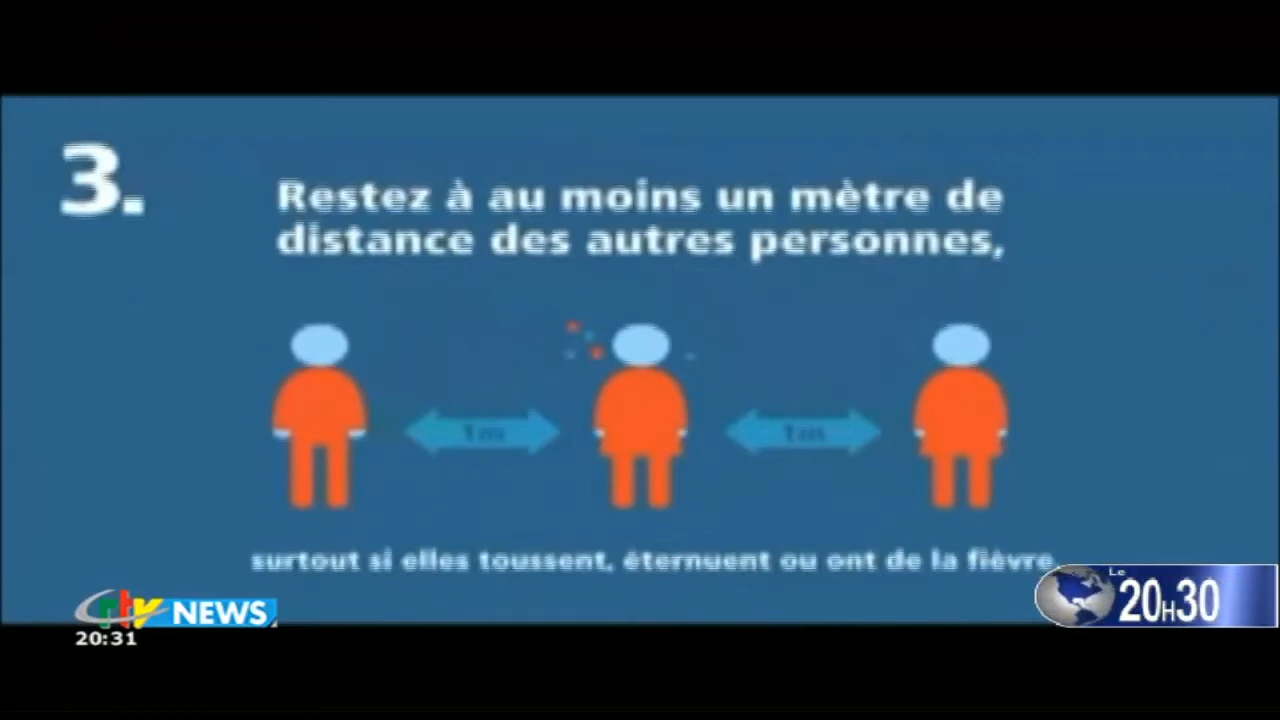 3.
Restez à au moins un mètre de
distance des autres personnes,
1m
1m
surtout si elles toussent, éternuent ou ont de la fièvre
Le
20H30
crtv NEWS
20:31